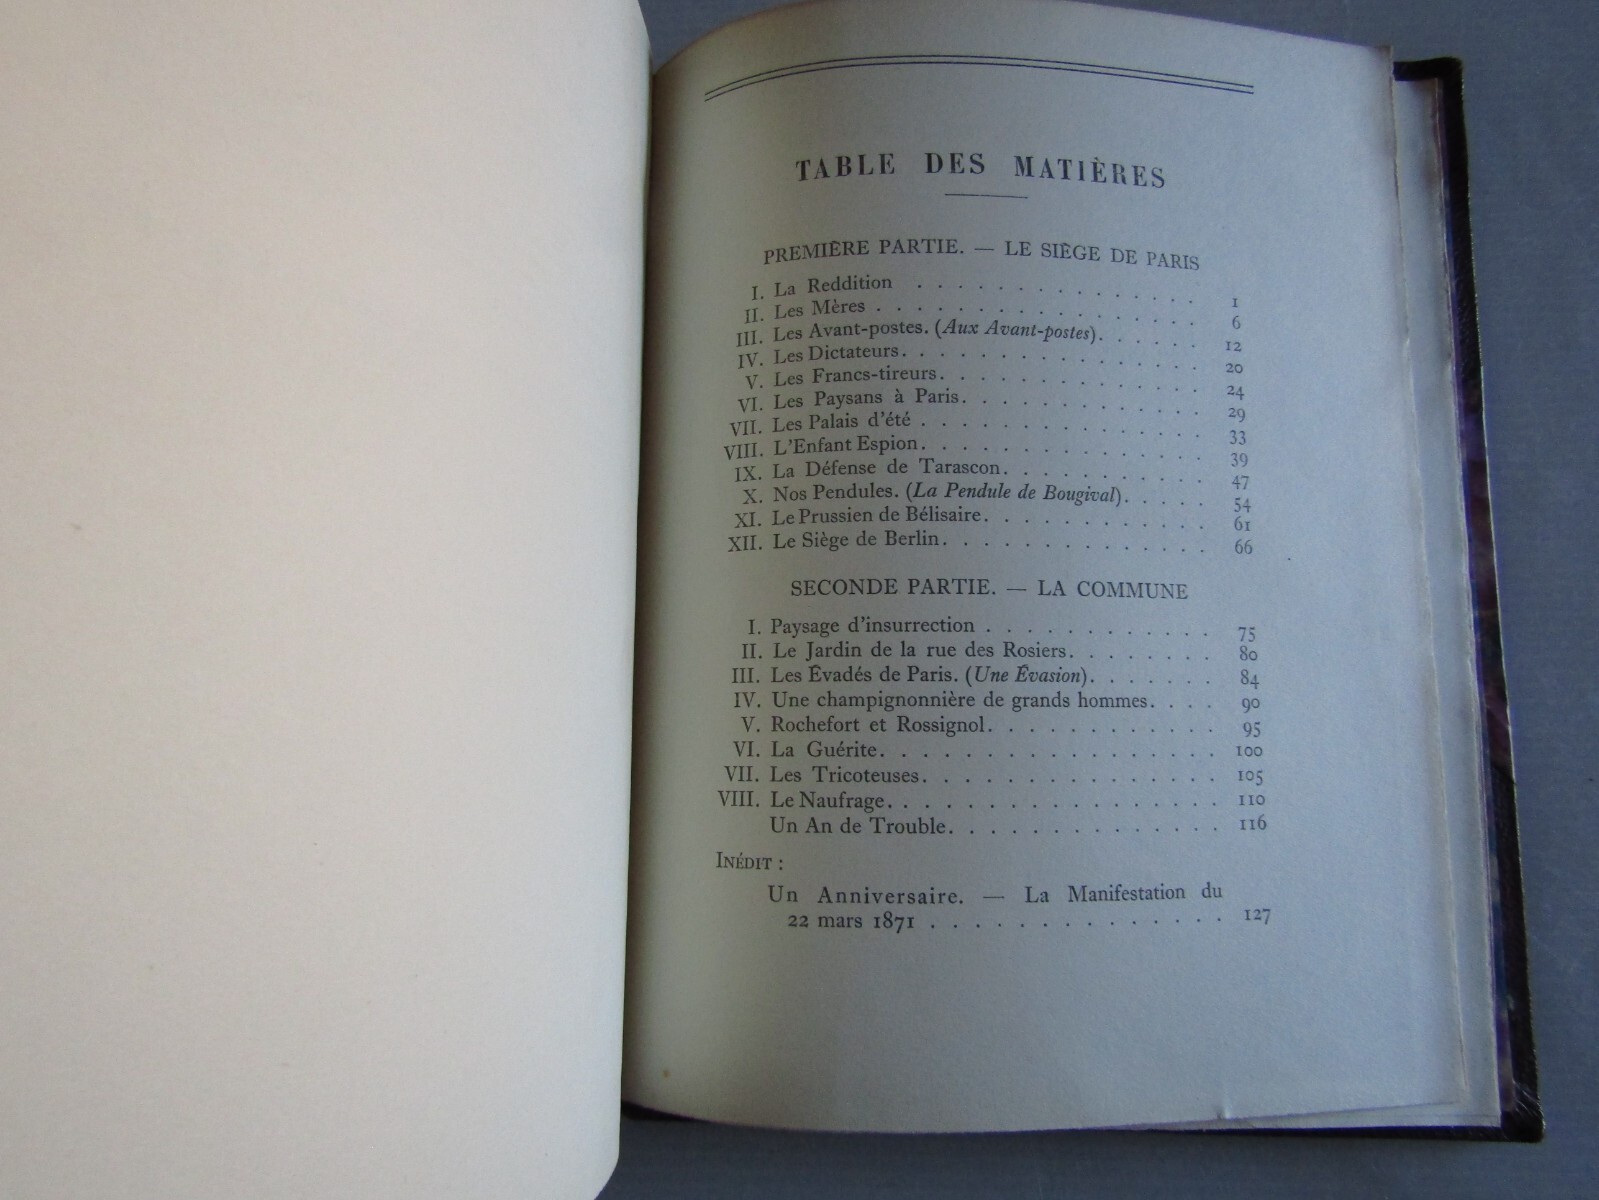 TABLE DES MATIÈRES
PREMIÈRE PARTIE. — LE SIÈGE DE PARIS
I. La Reddition . . . . . . . . . . . . . . 1
II. Les Mères . . . . . . . . . . . . . . . . 6
III. Les Avant-postes. (Aux Avant-postes). . . . . . . 12
IV. Les Dictateurs. . . . . . . . . . . . . . . 20
V. Les Francs-tireurs. . . . . . . . . . . . . 24
VI. Les Paysans à Paris. . . . . . . . . . . . 29
VII. Les Palais d'été . . . . . . . . . . . . . . 33
VIII. L'Enfant Espion. . . . . . . . . . . . . . 39
IX. La Défense de Tarascon. . . . . . . . . . 47
X. Nos Pendules. (La Pendule de Bougival). . . . . 54
XI. Le Prussien de Bélisaire. . . . . . . . . . . 61
XII. Le Siège de Berlin. . . . . . . . . . . . . 66
SECONDE PARTIE. — LA COMMUNE
I. Paysage d'insurrection . . . . . . . . . . . 75
II. Le Jardin de la rue des Rosiers. . . . . . . . 80
III. Les Évadés de Paris. (Une Évasion). . . . . . . 84
IV. Une champignonnière de grands hommes. . . . 90
V. Rochefort et Rossignol. . . . . . . . . . . 95
VI. La Guérite. . . . . . . . . . . . . . . . 100
VII. Les Tricoteuses. . . . . . . . . . . . . . 105
VIII. Le Naufrage. . . . . . . . . . . . . . . . 110
Un An de Trouble. . . . . . . . . . . . . 116
INÉDIT :
Un Anniversaire. — La Manifestation du
22 mars 1871 . . . . . . . . . . . . . . 127